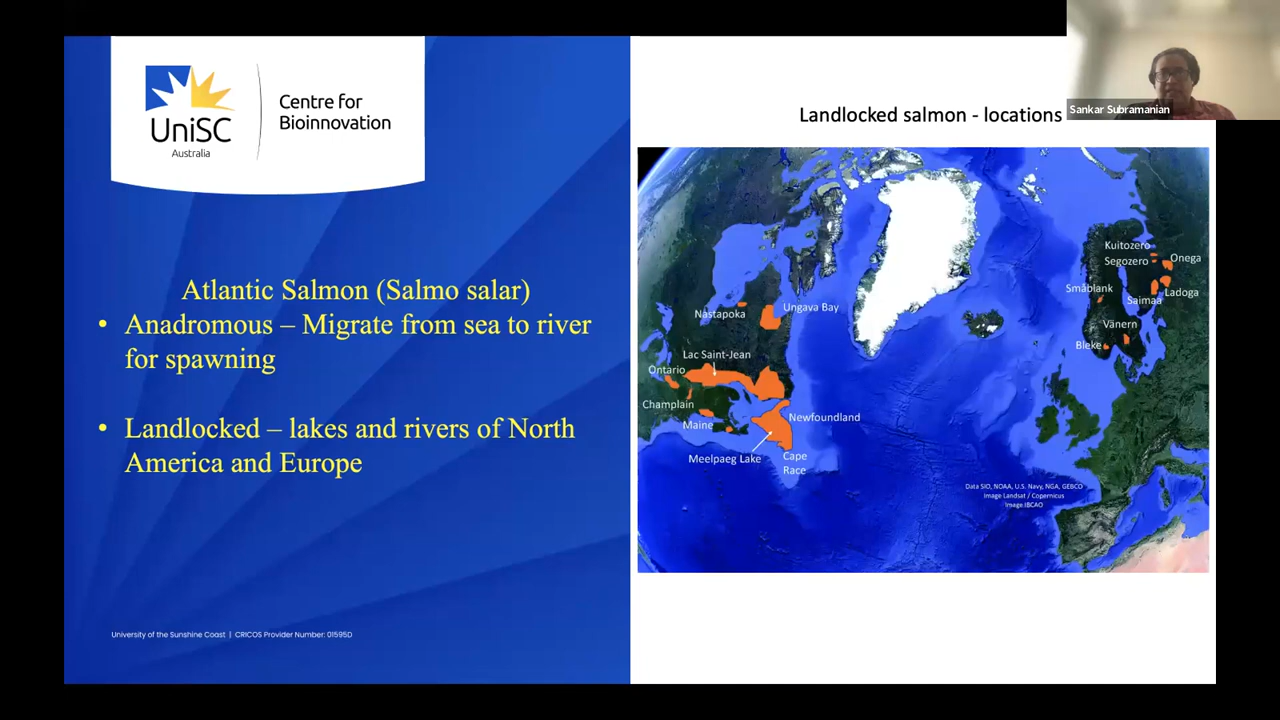 UniSC
Australia
Centre for
Bioinnovation
Atlantic Salmon (Salmo salar)
• Anadromous – Migrate from sea to river
for spawning
• Landlocked – lakes and rivers of North
America and Europe
University of the Sunshine Coast | CRICOS Provider Number: 01595D
Sankar Subramanian
Landlocked salmon - locations
Nastapoka
Ungava Bay
Lac Saint-Jean
Ontario
Champlain
Maine
Newfoundland
Meelpaeg Lake
Cape
Race
Kuitozero
Segozero
Onega
Småblank
Ladoga
Saimaa
Vänern
Bleke
Data SIO, NOAA, U.S. Navy, NGA, GEBCO
Image Landsat / Copernicus
Image IBCAO